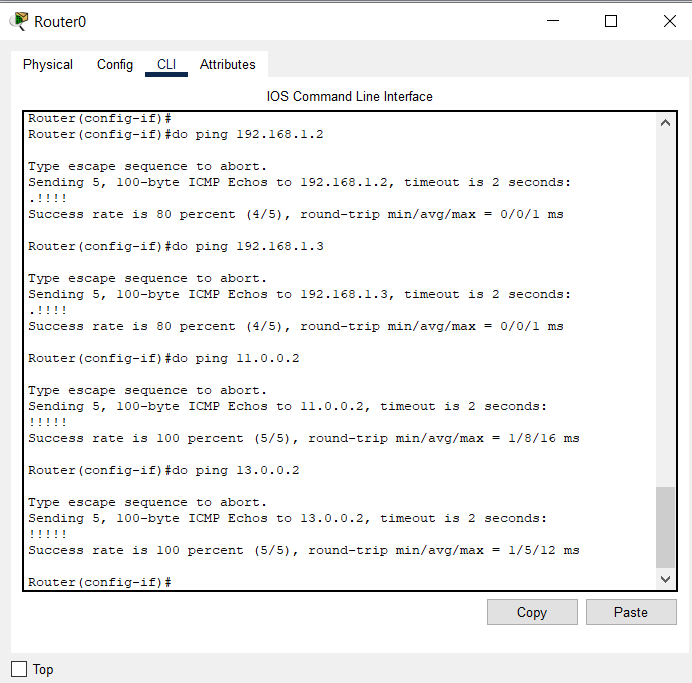 Router0
Physical Config CLI Attributes
IOS Command Line Interface
Router(config-if)#
Router(config-if)#do ping 192.168.1.2
Type escape sequence to abort.
Sending 5, 100-byte ICMP Echos to 192.168.1.2, timeout is 2 seconds:
.!!!!
Success rate is 80 percent (4/5), round-trip min/avg/max = 0/0/1 ms
Router(config-if)#do ping 192.168.1.3
Type escape sequence to abort.
Sending 5, 100-byte ICMP Echos to 192.168.1.3, timeout is 2 seconds:
.!!!!
Success rate is 80 percent (4/5), round-trip min/avg/max = 0/0/1 ms
Router(config-if)#do ping 11.0.0.2
Type escape sequence to abort.
Sending 5, 100-byte ICMP Echos to 11.0.0.2, timeout is 2 seconds:
!!!!!
Success rate is 100 percent (5/5), round-trip min/avg/max = 1/8/16 ms
Router(config-if)#do ping 13.0.0.2
Type escape sequence to abort.
Sending 5, 100-byte ICMP Echos to 13.0.0.2, timeout is 2 seconds:
!!!!!
Success rate is 100 percent (5/5), round-trip min/avg/max = 1/5/12 ms
Router(config-if)#
Copy Paste
Top